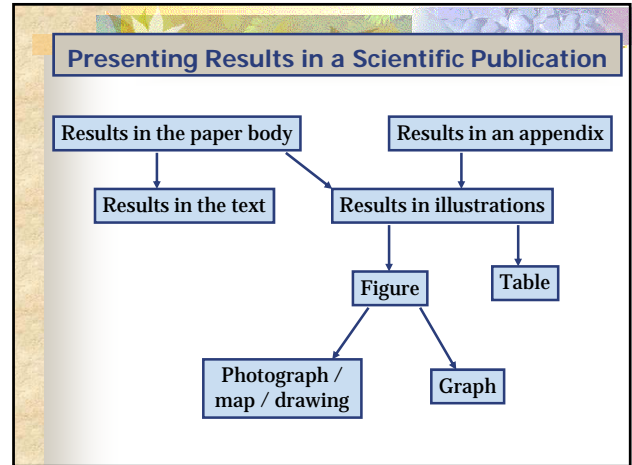 Presenting Results in a Scientific Publication
Results in the paper body
Results in an appendix
Results in the text
Results in illustrations
Figure
Table
Photograph /
map / drawing
Graph